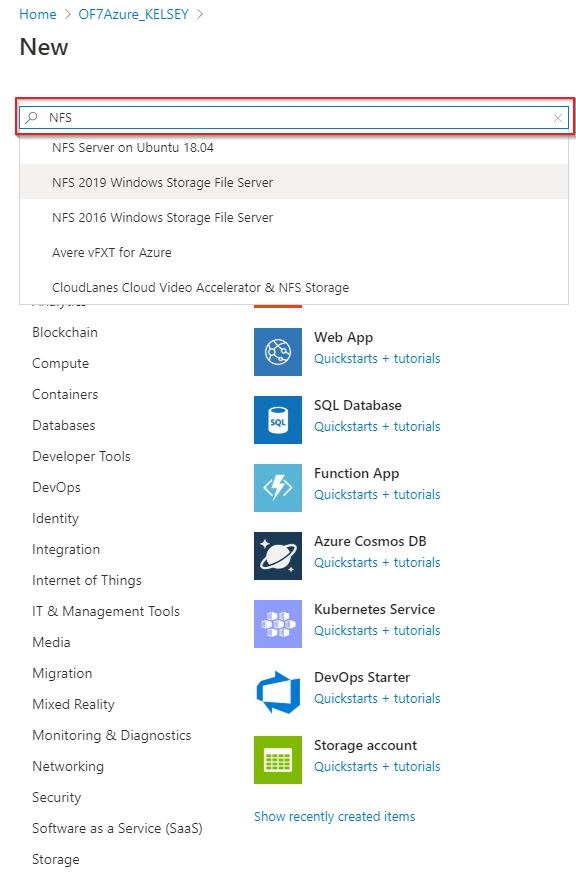 Home > OF7Azure_KELSEY >
New
NFS
NFS Server on Ubuntu 18.04
NFS 2019 Windows Storage File Server
NFS 2016 Windows Storage File Server
Avere vFXT for Azure
CloudLanes Cloud Video Accelerator & NFS Storage
Analytics
Blockchain
Compute
Containers
Databases
Developer Tools
DevOps
Identity
Integration
Internet of Things
IT & Management Tools
Media
Migration
Mixed Reality
Monitoring & Diagnostics
Networking
Security
Software as a Service (SaaS)
Storage
Web App
Quickstarts + tutorials
SQL
SQL Database
Quickstarts + tutorials
Function App
Quickstarts + tutorials
Azure Cosmos DB
Quickstarts + tutorials
Kubernetes Service
Quickstarts + tutorials
DevOps Starter
Quickstarts + tutorials
Storage account
Quickstarts + tutorials
Show recently created items